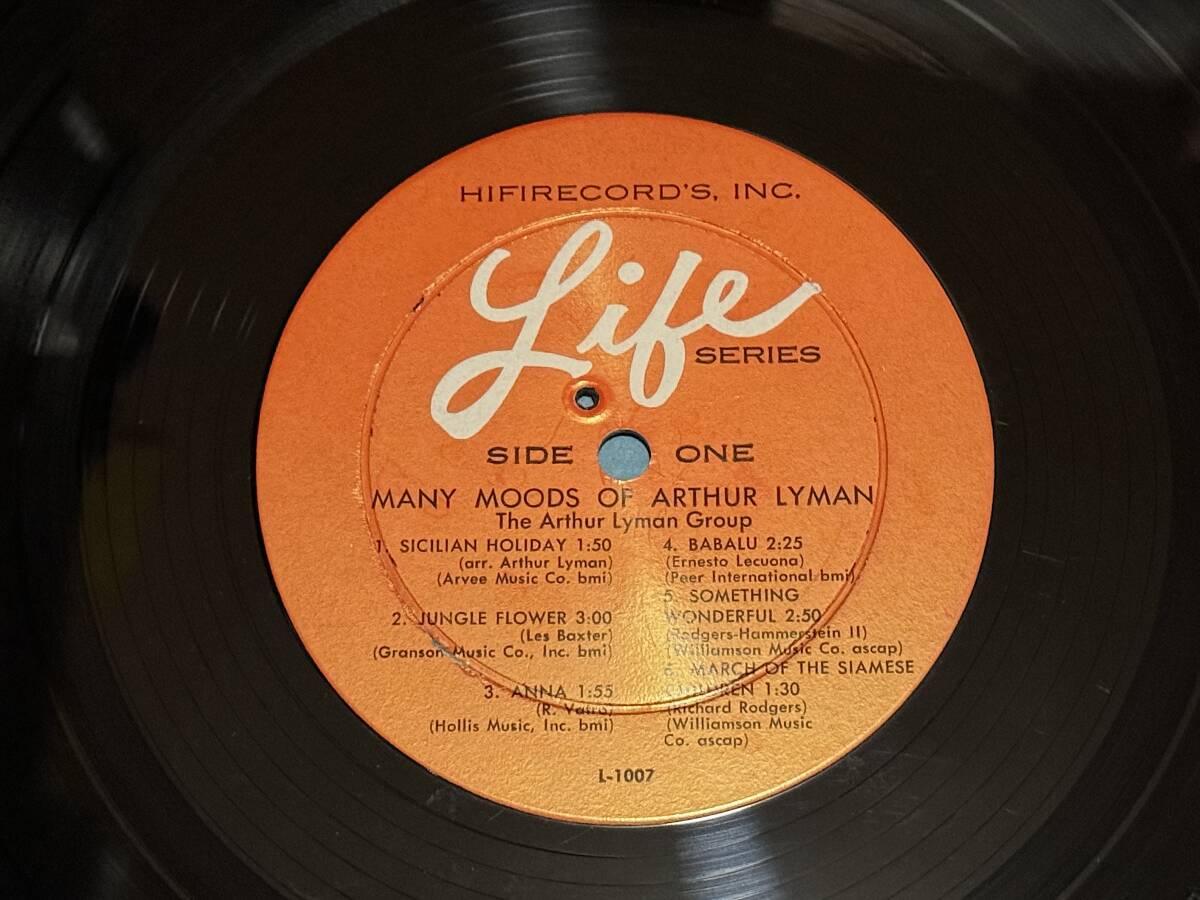 HIFIRECORD'S, INC.
Life
SERIES
SIDE ONE
MANY MOODS OF ARTHUR LYMAN
The Arthur Lyman Group
1. SICILIAN HOLIDAY 1:50
(arr. Arthur Lyman)
(Arvee Music Co. bmi)
2. JUNGLE FLOWER 3:00
(Les Baxter)
(Granson Music Co., Inc. bmi)
3. ANNA 1:55
(R.
(Hollis Music, Inc. bmi)
4. BABALU 2:25
(Ernesto Lecuona)
(Peer International bmi)
5. SOMETHING
WONDERFUL 2:50
(Rodgers-Hammerstein II)
(Williamson Music Co. ascap)
6. MARCH OF THE SIAMESE
CHILDREN 1:30
(Richard Rodgers)
(Williamson Music
Co. ascap)
L-1007